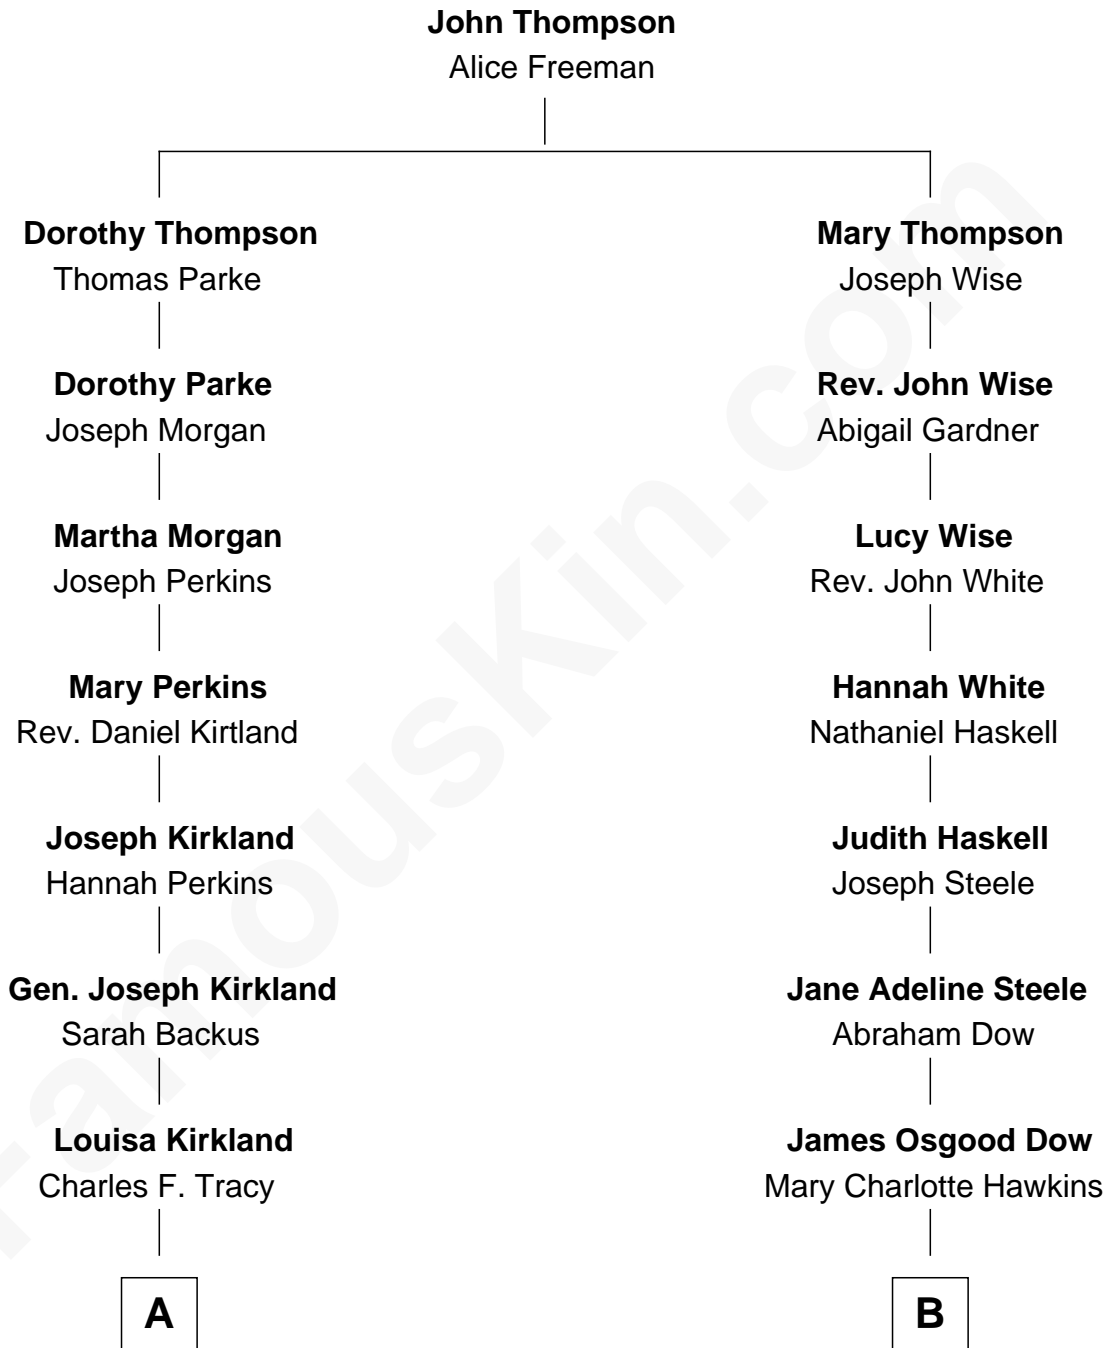 John Thompson
Alice Freeman
Dorothy Thompson
Thomas Parke
Mary Thompson
Joseph Wise
Dorothy Parke
Joseph Morgan
Rev. John Wise
Abigail Gardner
Martha Morgan
Joseph Perkins
Lucy Wise
Rev. John White
Mary Perkins
Rev. Daniel Kirtland
Hannah White
Nathaniel Haskell
Joseph Kirkland
Hannah Perkins
Judith Haskell
Joseph Steele
Gen. Joseph Kirkland
Sarah Backus
Jane Adeline Steele
Abraham Dow
Louisa Kirkland
Charles F. Tracy
James Osgood Dow
Mary Charlotte Hawkins
A
B
FamousKin.com